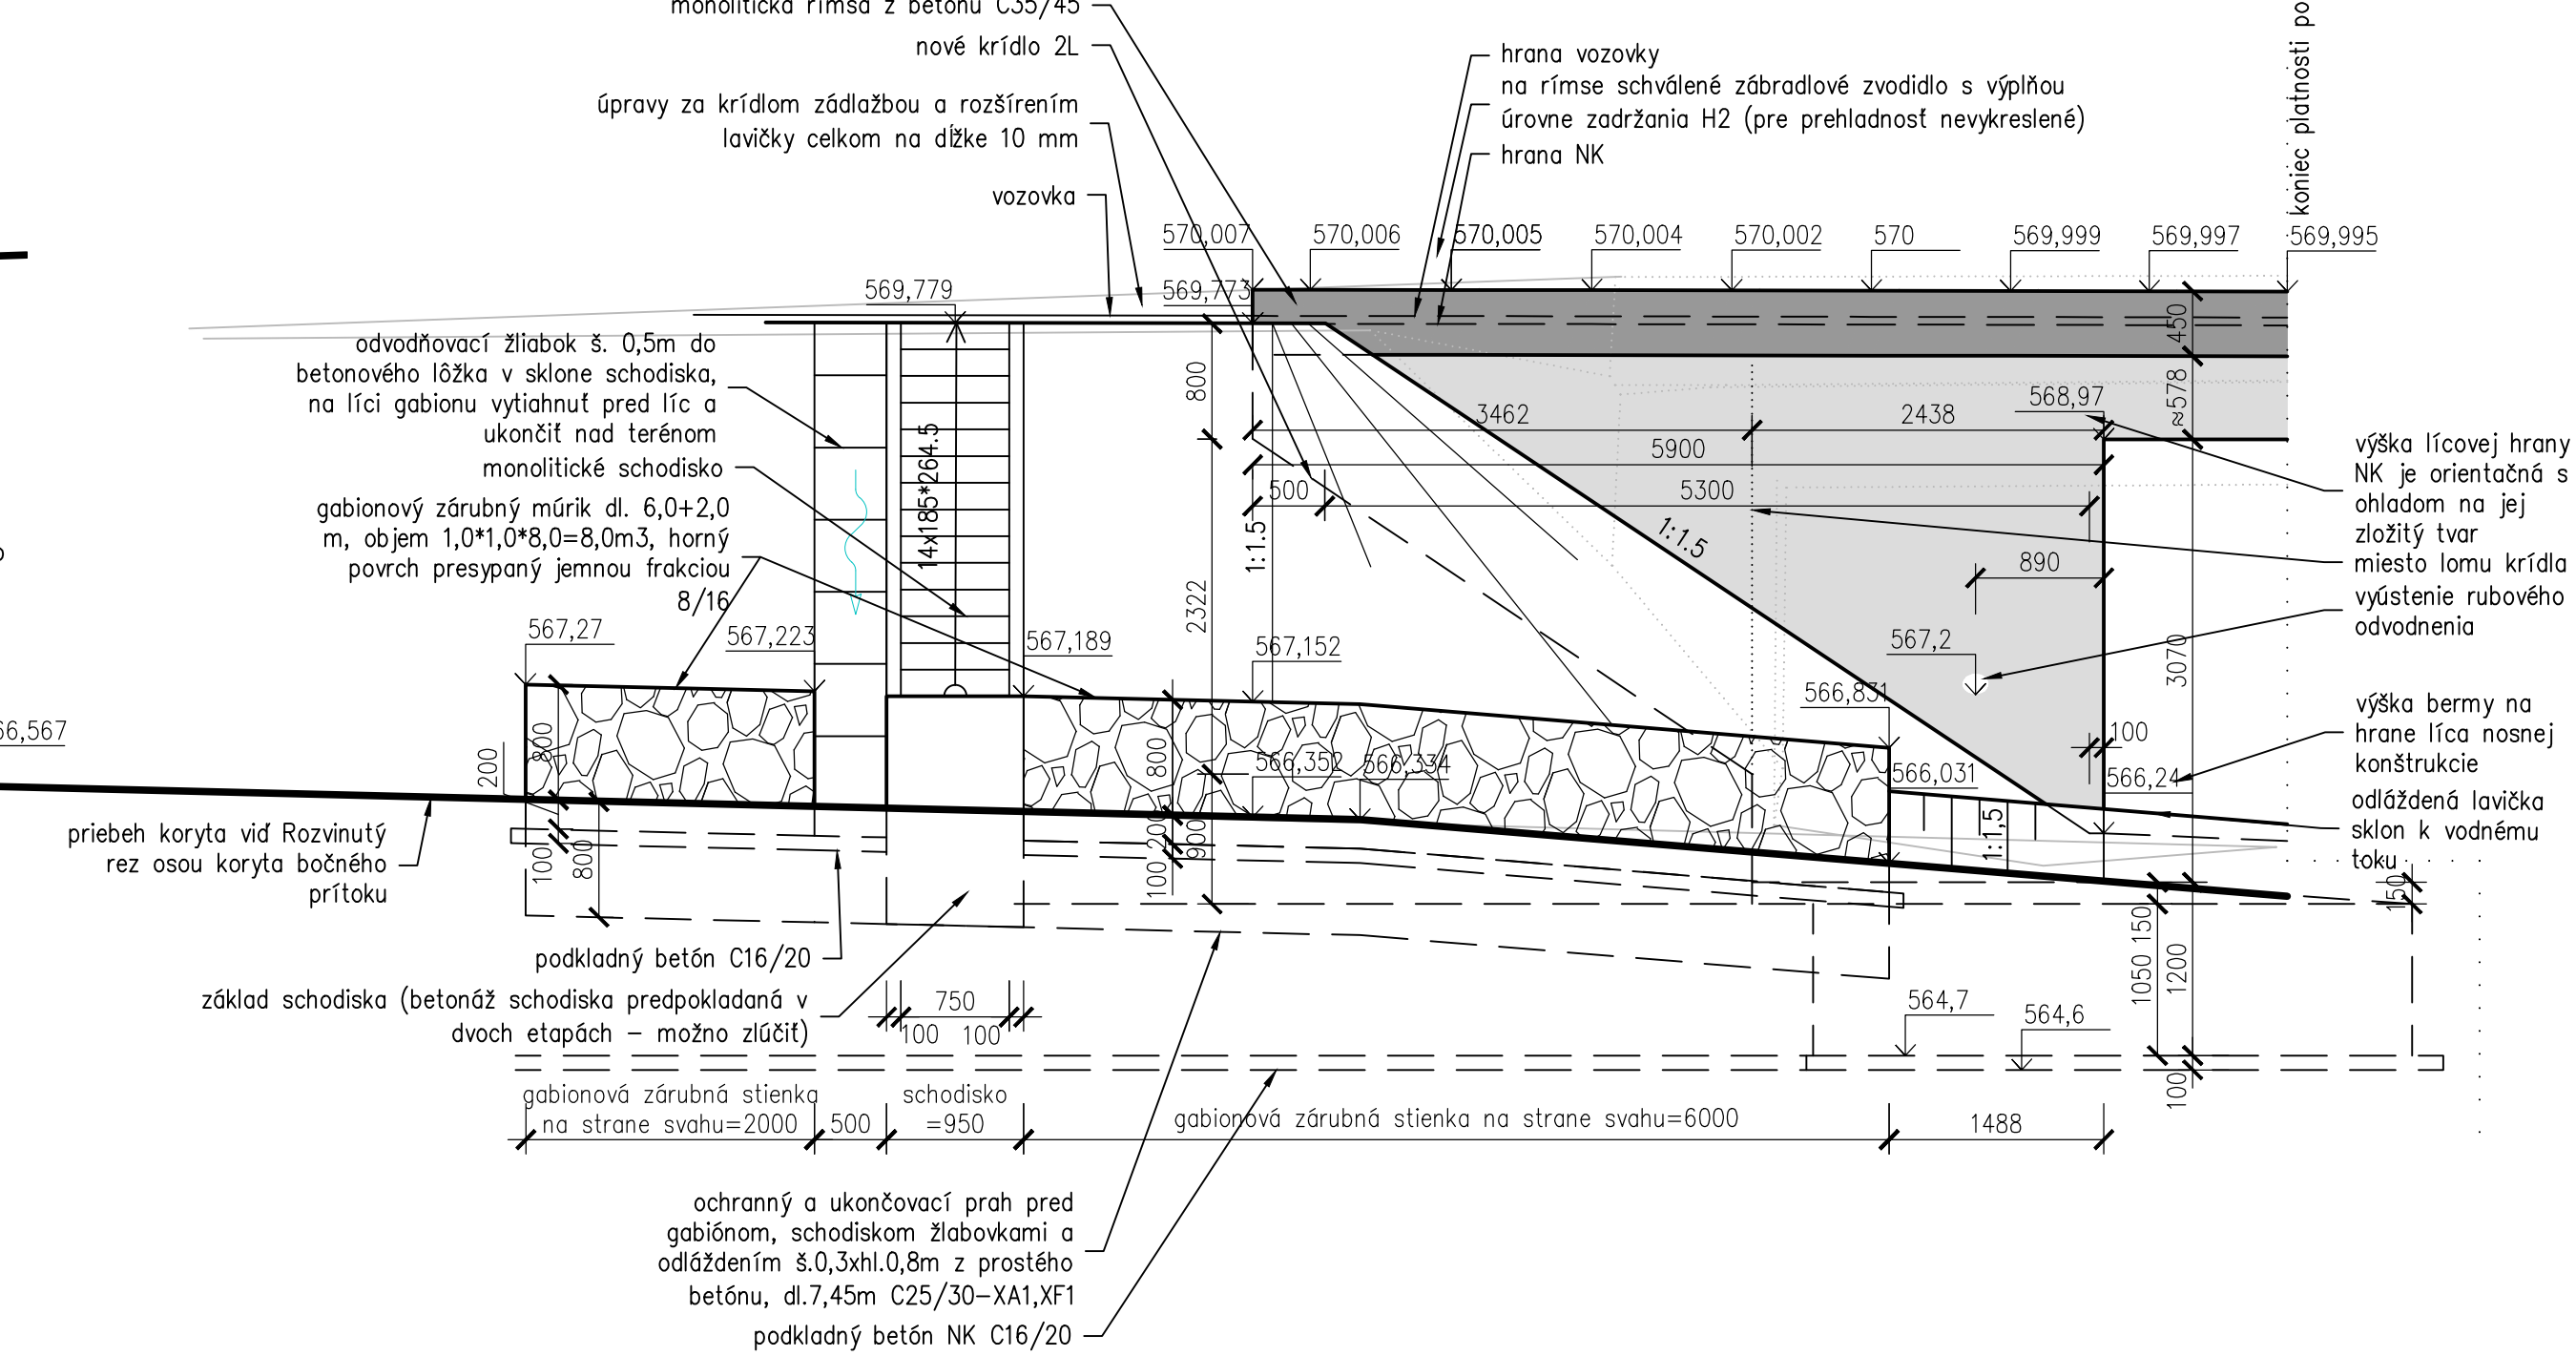 monolitická rímsa z betónu C35/45
nové krídlo 2L
úpravy za krídlom zádlažbou a rozšírením
lavičky celkom na dĺžke 10 mm
vozovka
hrana vozovky
na rímse schválené zábradlové zvodidlo s výplňou
úrovne zadržania H2 (pre prehladnosť nevykreslené)
hrana NK
koniec platnosti po
570,007
570,006
570,005
570,004
570,002
570
569,999
569,997
569,995
569,779
569,773
odvodňovací žliabok š. 0,5m do
betonového lôžka v sklone schodiska,
na líci gabionu vytiahnuť pred líc a
ukončiť nad terénom
monolitické schodisko
gabionový zárubný múrik dl. 6,0+2,0
m, objem 1,0*1,0*8,0=8,0m3, horný
povrch presypaný jemnou frakciou
8/16
14x185*264.5
800
2322
900
1:1.5
3462
2438
5900
500
5300
1:1.5
890
568,97
450
≈578
3070
výška lícovej hrany
NK je orientačná s
ohladom na jej
zložitý tvar
miesto lomu krídla
vyústenie rubového
odvodnenia
výška bermy na
hrane líca nosnej
konštrukcie
odláždená lavička
sklon k vodnému
toku
567,27
567,223
567,189
567,152
567,2
566,831
66,567
200
800
100
800
800
200
100
566,352
566,334
566,031
566,24
100
1:1,5
priebeh koryta viď Rozvinutý
rez osou koryta bočného
prítoku
podkladný betón C16/20
základ schodiska (betonáž schodiska predpokladaná v
dvoch etapách – možno zlúčiť)
750
100
100
150
150
1050
1200
100
564,7
564,6
gabionová zárubná stienka
na strane svahu=2000
500
schodisko
=950
gabionová zárubná stienka na strane svahu=6000
1488
ochranný a ukončovací prah pred
gabiónom, schodiskom žlabovkami a
odláždením š.0,3xhl.0,8m z prostého
betónu, dl.7,45m C25/30–XA1,XF1
podkladný betón NK C16/20